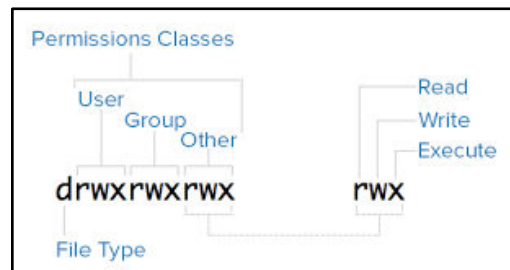 Permissions Classes
User
Group
Other
drwxrwxrwx
File Type
Read
Write
Execute
rwx